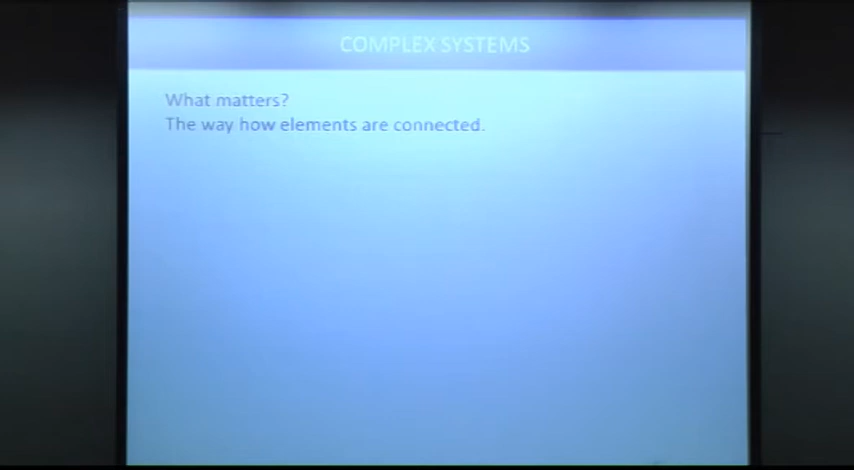 COMPLEX SYSTEMS
What matters?
The way how elements are connected.